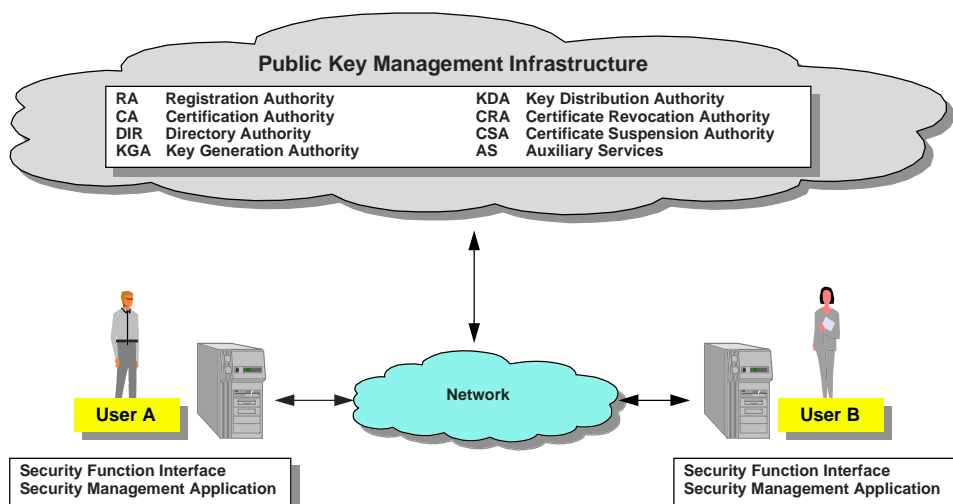 Public Key Management Infrastructure
RA Registration Authority
CA Certification Authority
DIR Directory Authority
KGA Key Generation Authority
KDA Key Distribution Authority
CRA Certificate Revocation Authority
CSA Certificate Suspension Authority
AS Auxiliary Services
Network
User A
User B
Security Function Interface
Security Management Application
Security Function Interface
Security Management Application